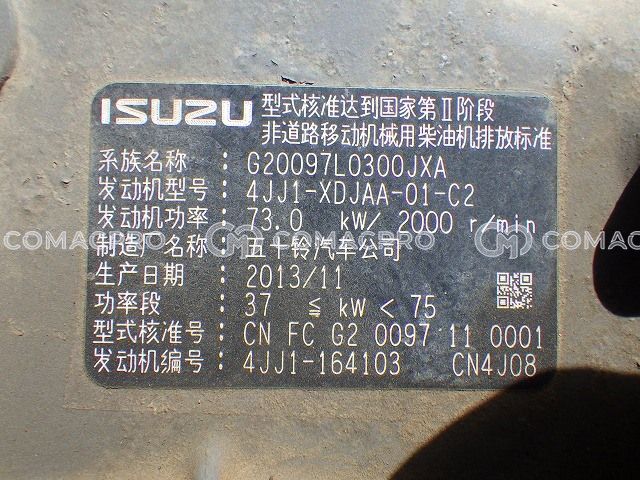 ISUZU 型式核准达到国家第Ⅱ阶段
非道路移动机械用柴油机排放标准
系族名称 : G20097L0300JXA
发动机型号: 4JJ1-XDJAA-01-C2
发动机功率: 73.0 kW/ 2000 r/min
COMACPRO COMACPRO
制造厂名称: 五十铃汽车公司
生产日期 : 2013/11
功率段 : 37 ≦ kW < 75
型式核准号: CN FC G2 0097 11 0001
发动机编号: 4JJ1-164103 CN4J08